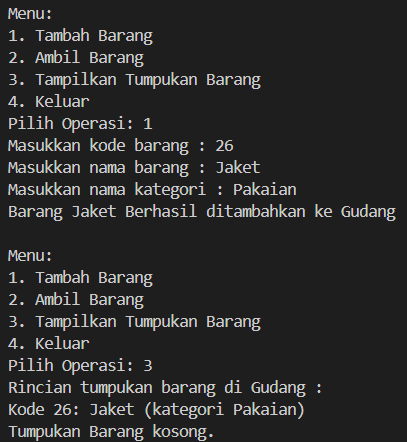 Menu:
1. Tambah Barang
2. Ambil Barang
3. Tampilkan Tumpukan Barang
4. Keluar
Pilih Operasi: 1
Masukkan kode barang : 26
Masukkan nama barang : Jaket
Masukkan nama kategori : Pakaian
Barang Jaket Berhasil ditambahkan ke Gudang

Menu:
1. Tambah Barang
2. Ambil Barang
3. Tampilkan Tumpukan Barang
4. Keluar
Pilih Operasi: 3
Rincian tumpukan barang di Gudang :
Kode 26: Jaket (kategori Pakaian)
Tumpukan Barang kosong.